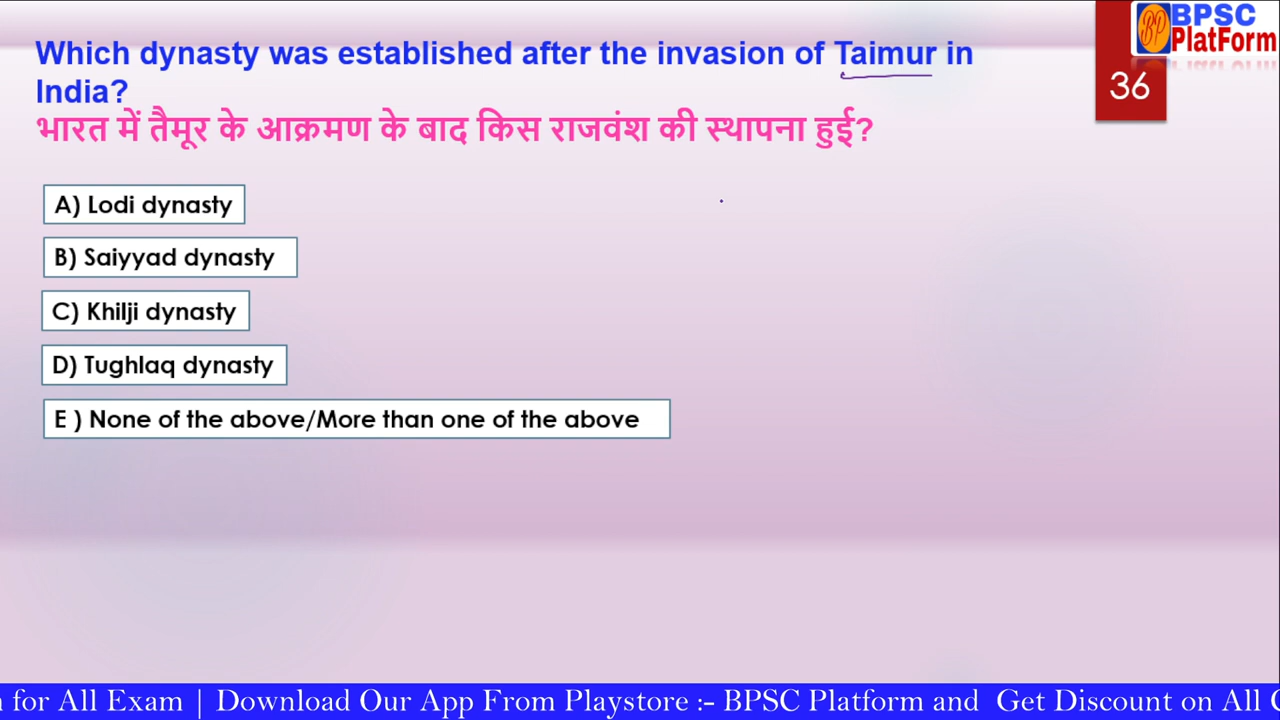 BPSC
PlatForm
36
Which dynasty was established after the invasion of Taimur in
India?
भारत में तैमूर के आक्रमण के बाद किस राजवंश की स्थापना हुई?
A) Lodi dynasty
B) Saiyyad dynasty
C) Khilji dynasty
D) Tughlaq dynasty
E ) None of the above/More than one of the above
for All Exam | Download Our App From Playstore :- BPSC Platform and Get Discount on All